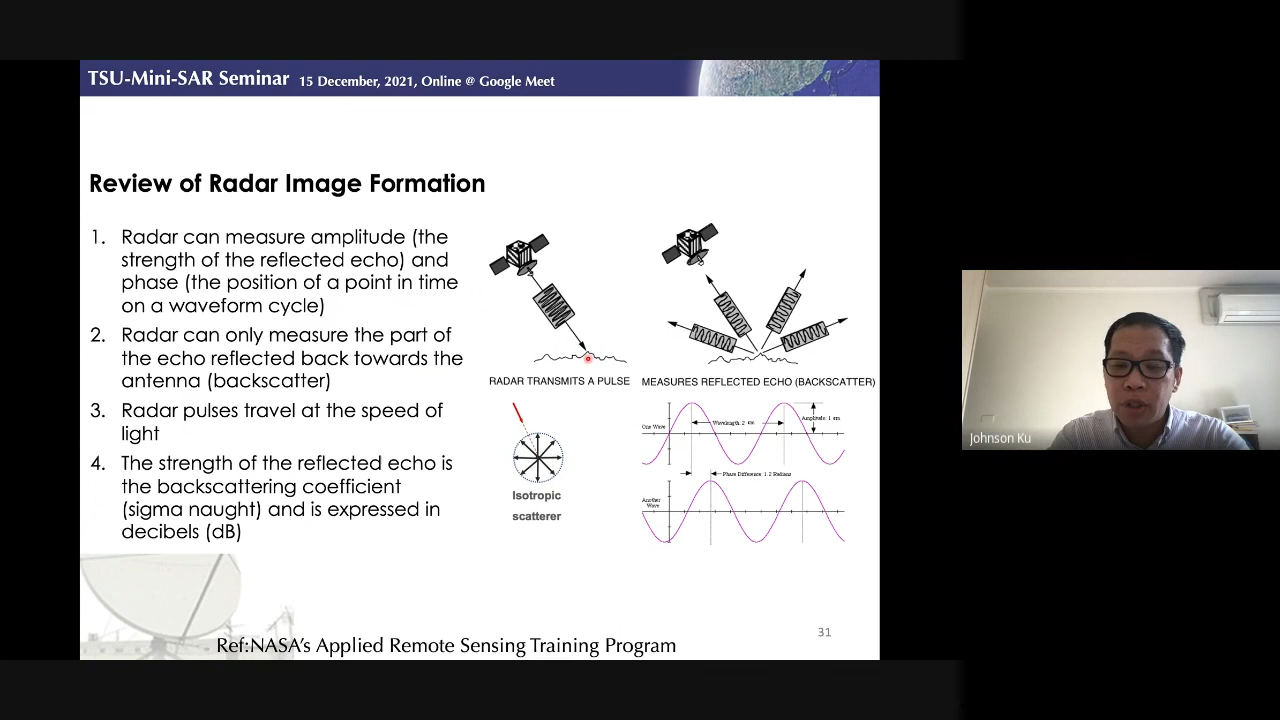 TSU-Mini-SAR Seminar 15 December, 2021, Online @ Google Meet
Review of Radar Image Formation
1. Radar can measure amplitude (the
strength of the reflected echo) and
phase (the position of a point in time
on a waveform cycle)
2. Radar can only measure the part of
the echo reflected back towards the
antenna (backscatter)
3. Radar pulses travel at the speed of
light
4. The strength of the reflected echo is
the backscattering coefficient
(sigma naught) and is expressed in
decibels (dB)
RADAR TRANSMITS A PULSE
MEASURES REFLECTED ECHO (BACKSCATTER)
Isotropic
scatterer
One Wave
Wavelength: 2 cm
Amplitude: 1 cm
Phase Difference: 1.2 Radians
Another
Wave
31
Ref:NASA's Applied Remote Sensing Training Program
Johnson Ku